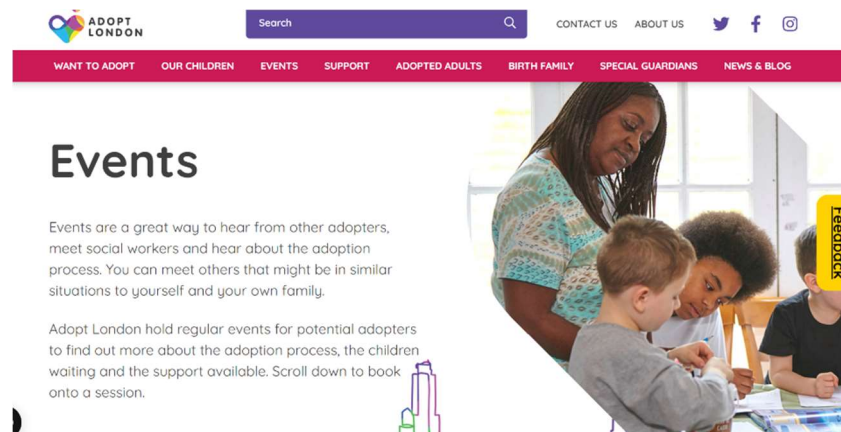 ADOPT
LONDON
Search
CONTACT US
ABOUT US
WANT TO ADOPT
OUR CHILDREN
EVENTS
SUPPORT
ADOPTED ADULTS
BIRTH FAMILY
SPECIAL GUARDIANS
NEWS & BLOG
Events
Events are a great way to hear from other adopters,
meet social workers and hear about the adoption
process. You can meet others that might be in similar
situations to yourself and your own family.
Adopt London hold regular events for potential adopters
to find out more about the adoption process, the children
waiting and the support available. Scroll down to book
onto a session.
Feedback